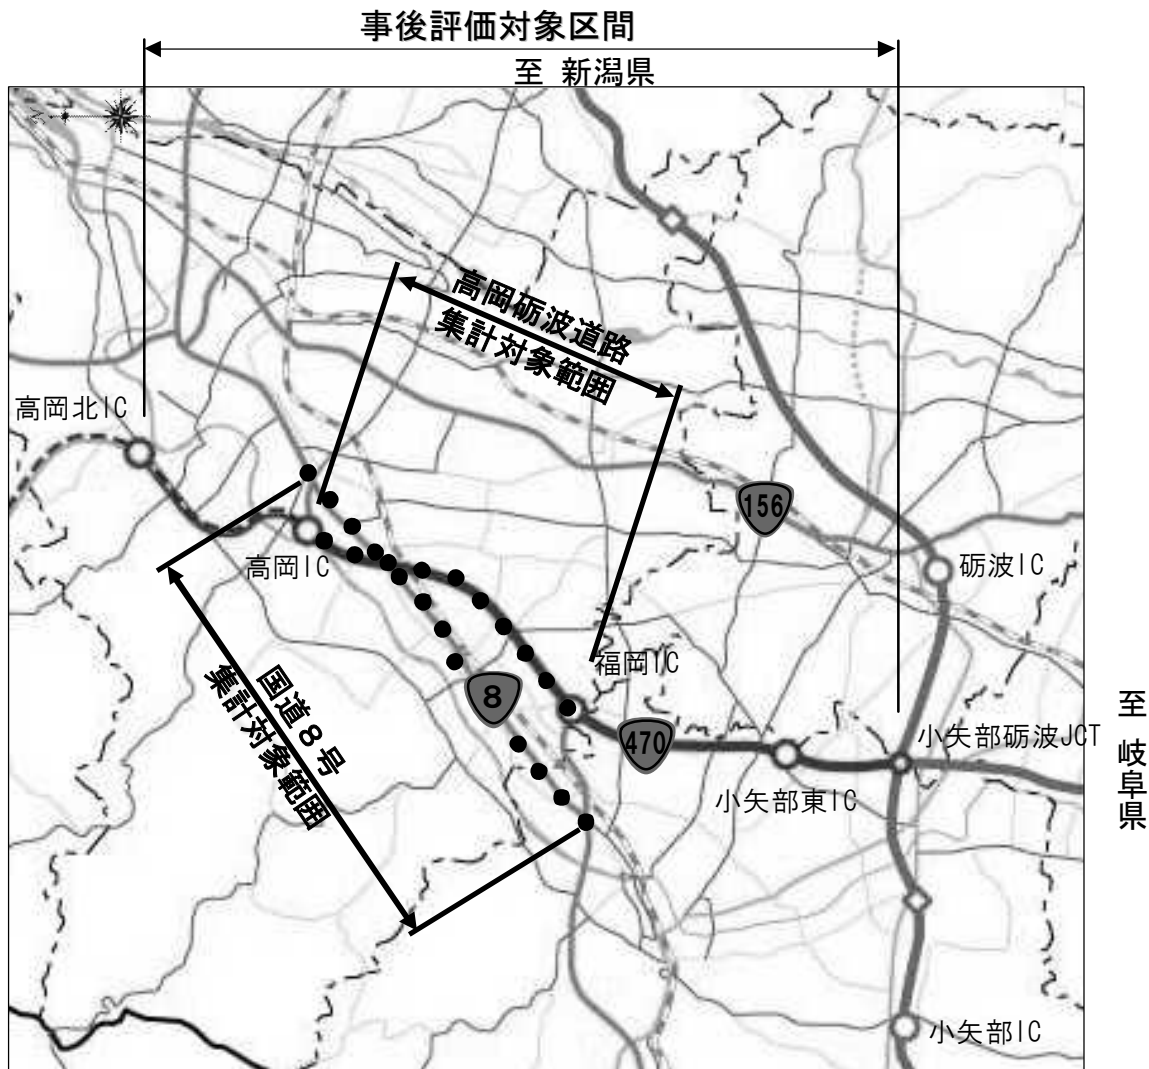 事後評価対象区間
至 新潟県
高岡砺波道路
集計対象範囲
高岡北IC
156
高岡IC
砺波IC
福岡IC
国道８号
集計対象範囲
8
470
小矢部砺波JCT
至 岐阜県
小矢部東IC
小矢部IC